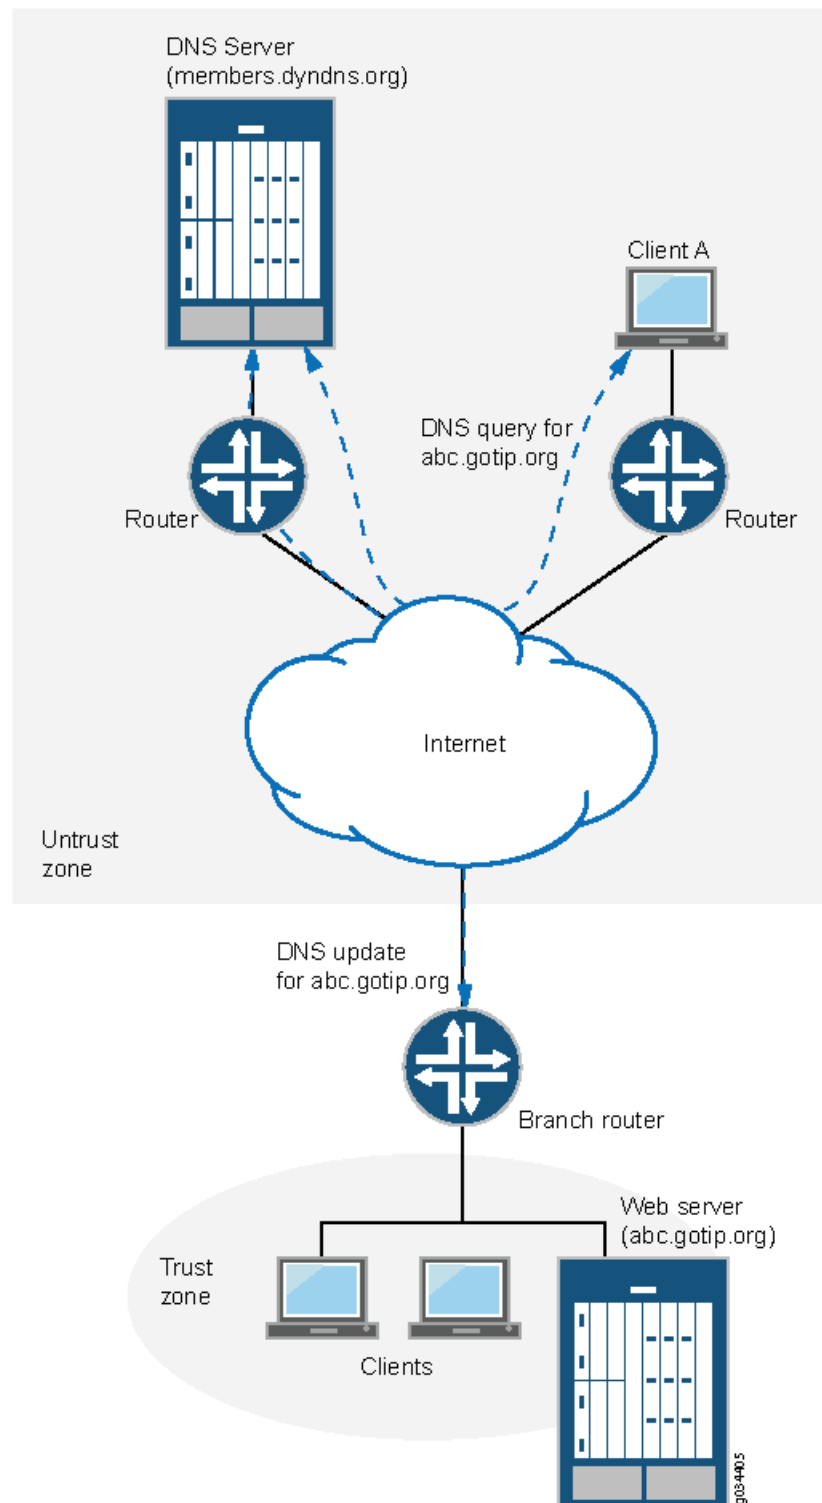 DNS Server
(members.dyndns.org)
Client A
DNS query for
abc.gotip.org
Router
Router
Internet
Untrust
zone
DNS update
for abc.gotip.org
Branch router
Web server
(abc.gotip.org)
Trust
zone
Clients
g034405